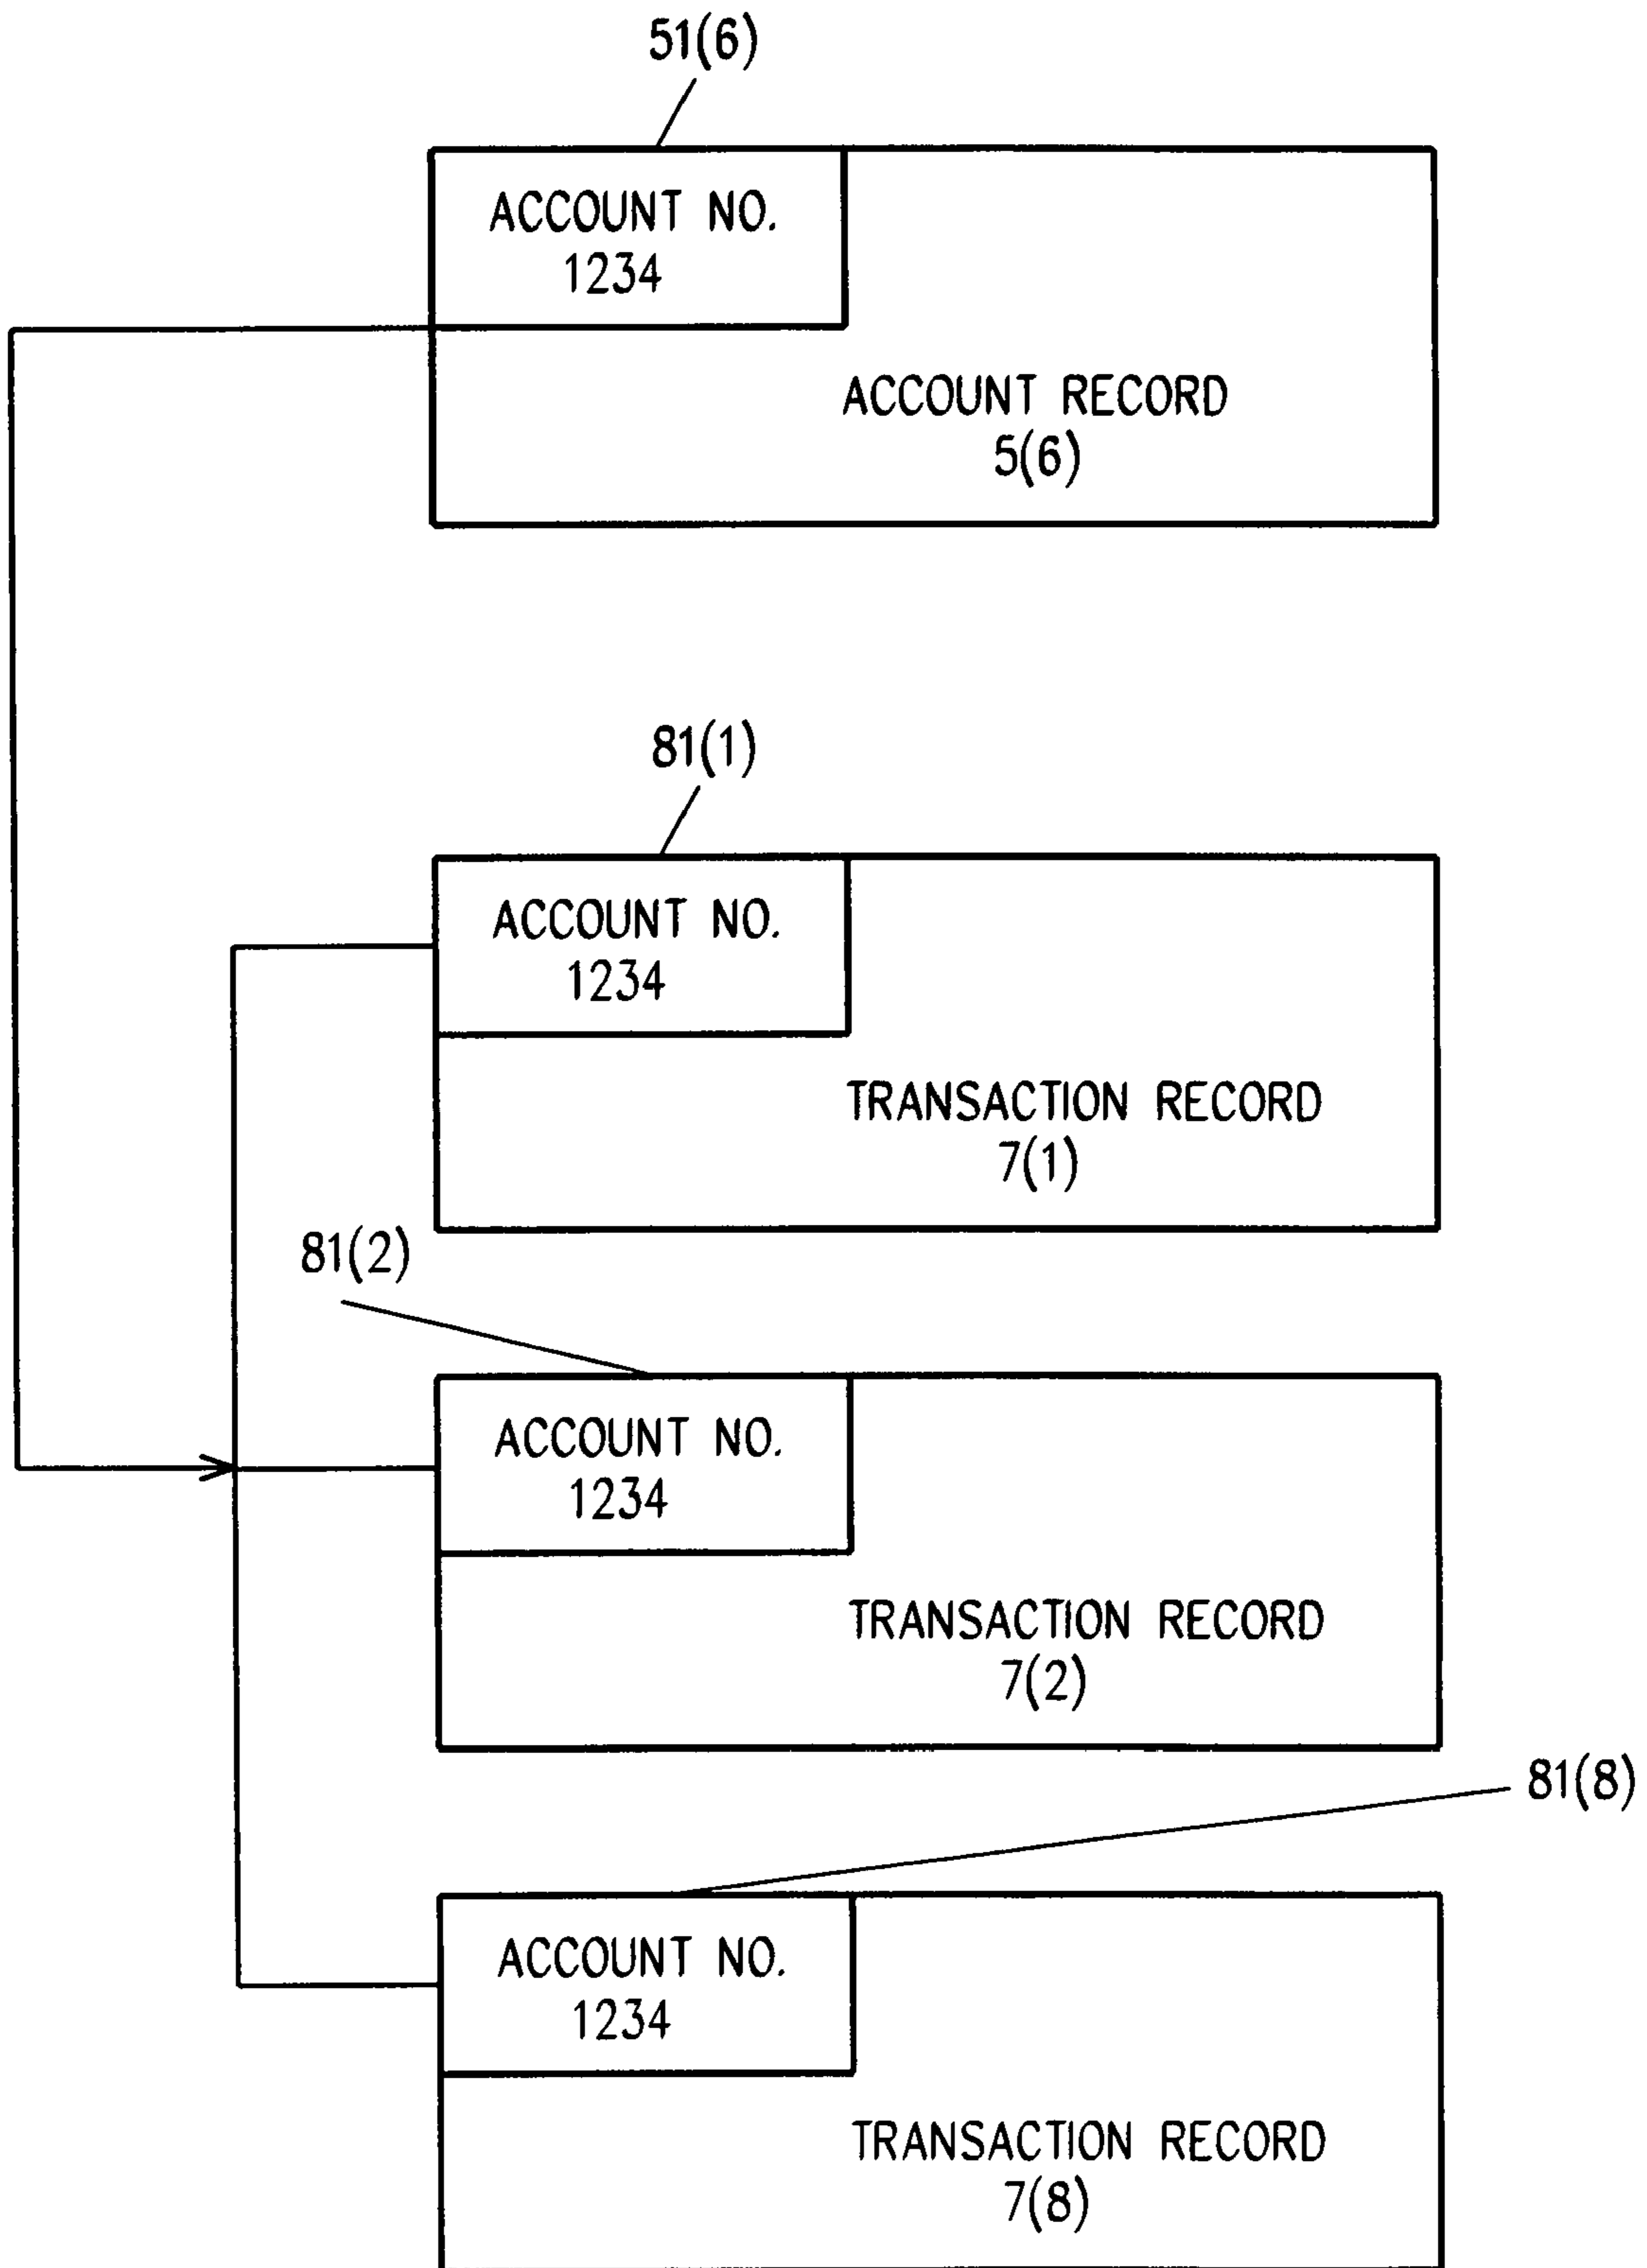 51(6)
ACCOUNT NO.
1234
ACCOUNT RECORD
5(6)
81(1)
ACCOUNT NO.
1234
TRANSACTION RECORD
7(1)
81(2)
ACCOUNT NO.
1234
TRANSACTION RECORD
7(2)
81(8)
ACCOUNT NO.
1234
TRANSACTION RECORD
7(8)